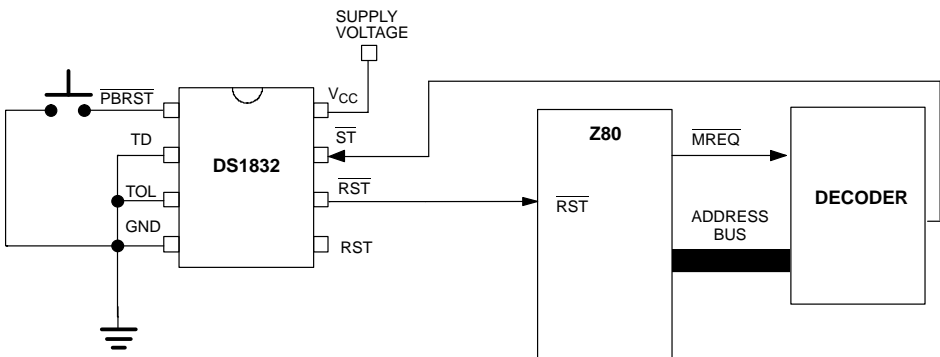 SUPPLY
VOLTAGE
PBRST
VCC
TD
ST
DS1832
TOL
RST
GND
RST
Z80
MREQ
RST
ADDRESS
BUS
DECODER